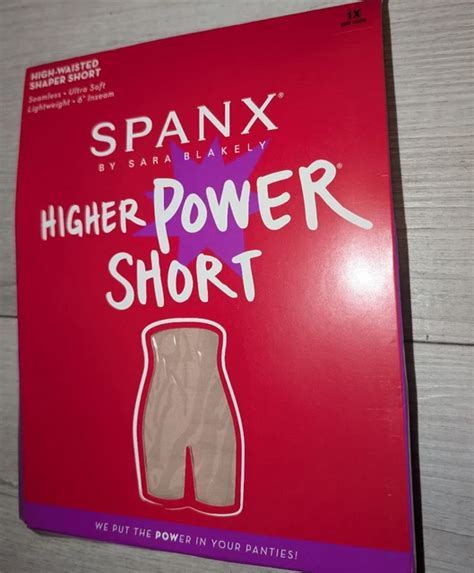 1X
HIGH-WAISTED
SHAPER SHORT
Seamless • Ultra Soft
Lightweight • 6" Inseam
SPANX®
BY SARA BLAKELY
HIGHER POWER®
SHORT
WE PUT THE POWER IN YOUR PANTIES!